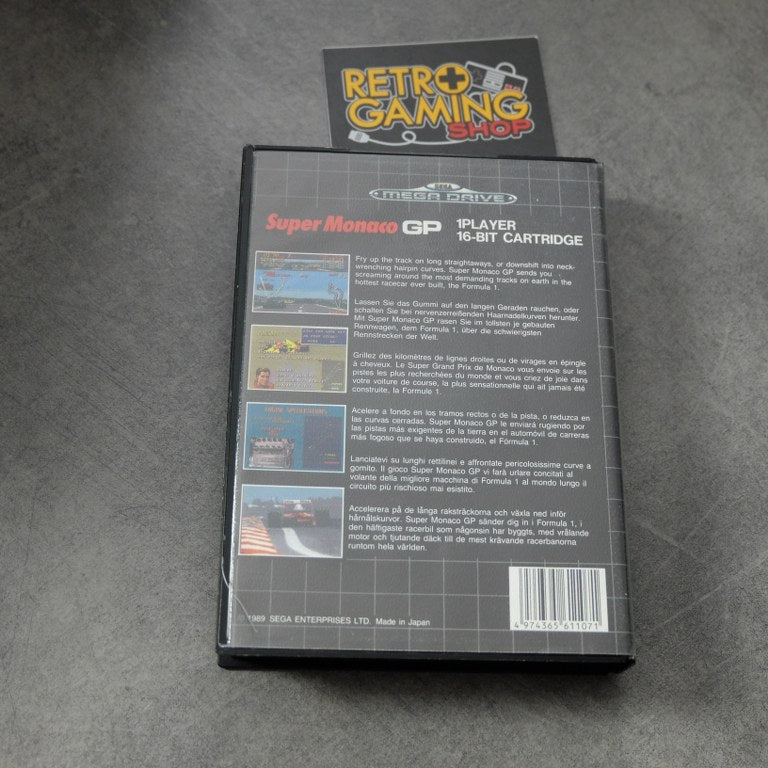 RETRO
GAMING
SHOP
SEGA
MEGA DRIVE
Super Monaco GP
1PLAYER
16-BIT CARTRIDGE
Fry up the track on long straightaways, or downshift into neck-
wrenching hairpin curves. Super Monaco GP sends you
screaming around the most demanding tracks on earth in the
hottest racecar ever built, the Formula 1.
Lassen Sie das Gummi auf den langen Geraden rauchen, oder
schalten Sie bei nervenzerreißenden Haarnadelkurven herunter.
Mit Super Monaco GP rasen Sie im tollsten je gebauten
Rennwagen, dem Formula 1, über die schwierigsten
Rennstrecken der Welt.
Grillez des kilomètres de lignes droites ou de virages en épingle
à cheveux. Le Super Grand Prix de Monaco vous envoie sur les
pistes les plus recherchées du monde et vous criez de joie dans
votre voiture de course, la plus sensationnelle qui ait jamais été
construite, la Formula 1.
ENGINE SPECIFICATIONS
Acelere a fondo en los tramos rectos o de la pista, o reduzca en
las curvas cerradas. Super Monaco GP le enviará rugiendo por
las pistas más exigentes de la tierra en el automóvil de carreras
más fogoso que se haya construido, el Fórmula 1.
Lanciatevi su lunghi rettilinei e affrontate pericolosissime curve a
gomito. Il gioco Super Monaco GP vi farà urlare concitati al
volante della migliore macchina di Formula 1 al mondo lungo il
circuito più rischioso mai esistito.
Accelerera på de långa raksträckorna och växla ned inför
hårnålskurvor. Super Monaco GP sänder dig in i Formula 1, i
den häftigaste racerbil som någonsin har byggts, med vrålande
motor och tjutande däck till de mest krävande racerbanorna
runtom hela världen.
© 1989 SEGA ENTERPRISES LTD. Made in Japan
4 974365 611071